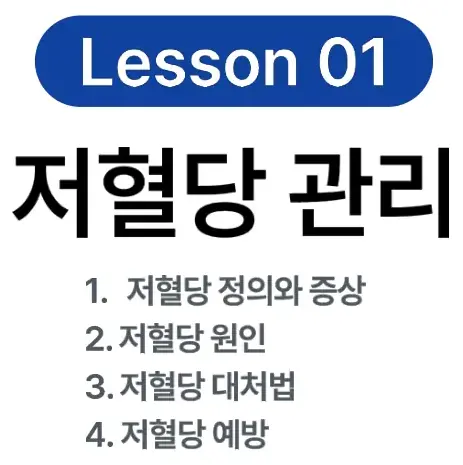 Lesson 01
저혈당 관리
1. 저혈당 정의와 증상
2. 저혈당 원인
3. 저혈당 대처법
4. 저혈당 예방